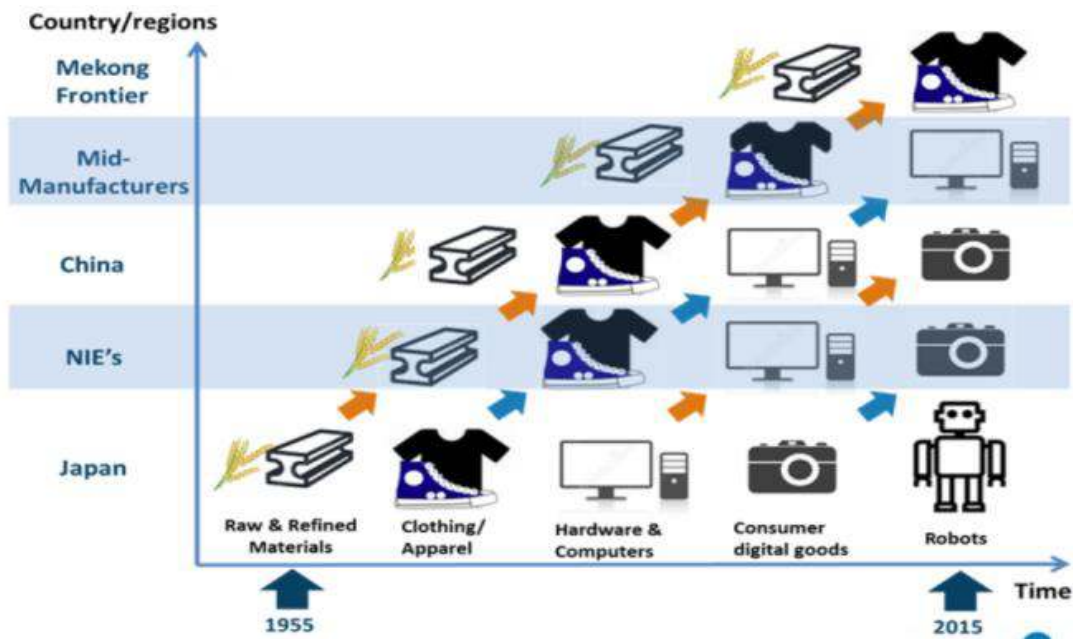 Country/regions
Mekong
Frontier
Mid-
Manufacturers
China
NIE's
Japan
Raw & Refined
Materials
Clothing/
Apparel
Hardware &
Computers
Consumer
digital goods
Robots
Time
1955
2015